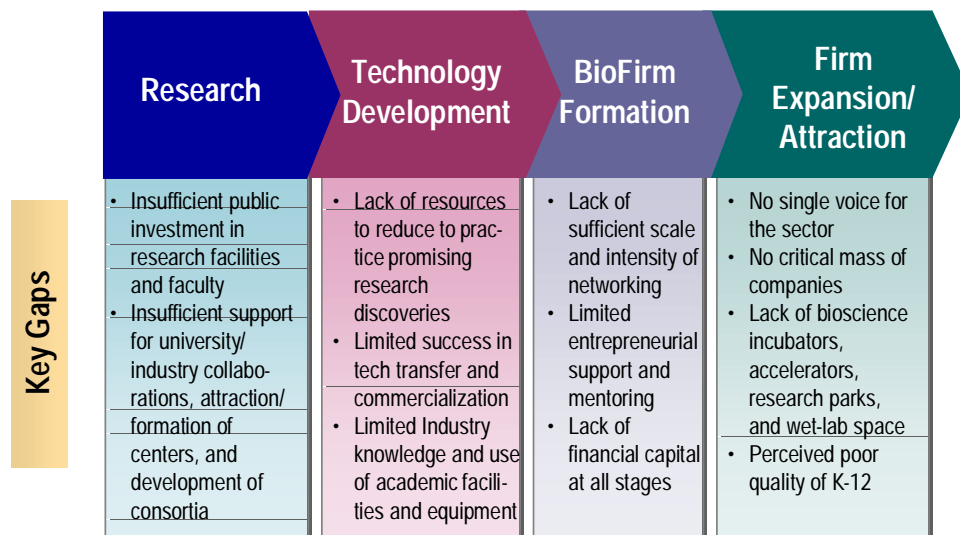 Research
Technology
Development
BioFirm
Formation
Firm
Expansion/
Attraction
Key Gaps
• Insufficient public
investment in
research facilities
and faculty
• Insufficient support
for university/
industry collabo-
rations, attraction/
formation of
centers, and
development of
consortia
• Lack of resources
to reduce to prac-
tice promising
research
discoveries
• Limited success in
tech transfer and
commercialization
• Limited Industry
knowledge and use
of academic facili-
ties and equipment
• Lack of
sufficient scale
and intensity of
networking
• Limited
entrepreneurial
support and
mentoring
• Lack of
financial capital
at all stages
• No single voice for
the sector
• No critical mass of
companies
• Lack of bioscience
incubators,
accelerators,
research parks,
and wet-lab space
• Perceived poor
quality of K-12